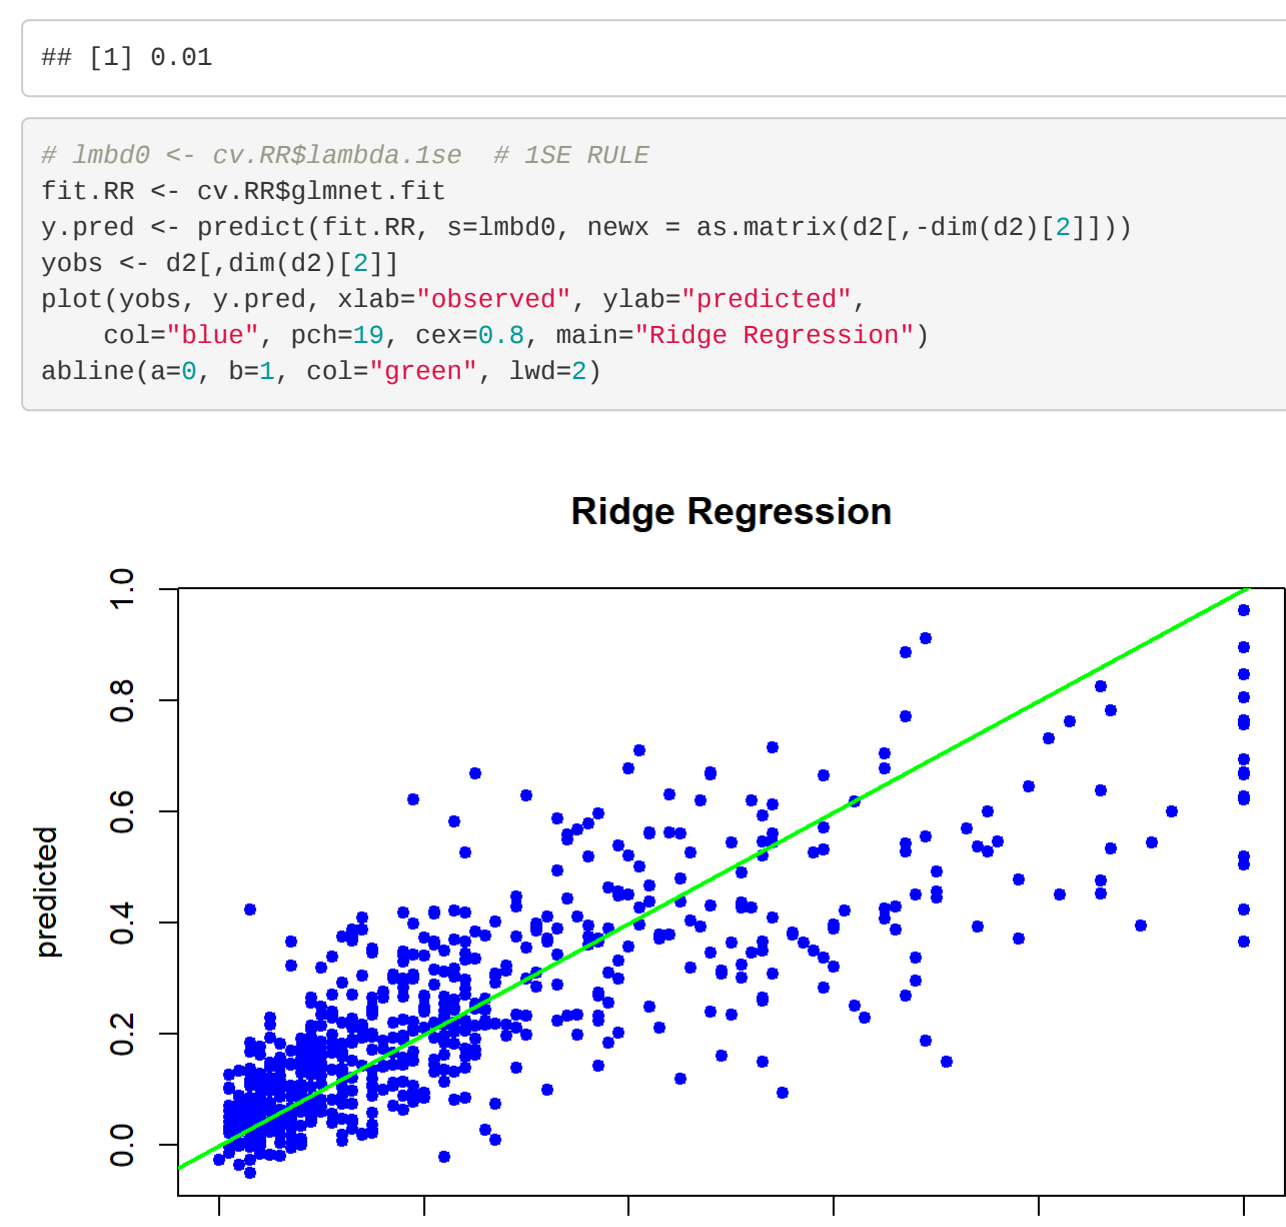 ## [1] 0.01
# lmbd0 <- cv.RR$lambda.1se  # 1SE RULE
fit.RR <- cv.RR$glmnet.fit
y.pred <- predict(fit.RR, s=lmbd0, newx = as.matrix(d2[,-dim(d2)[2]]))
yobs <- d2[,dim(d2)[2]]
plot(yobs, y.pred, xlab="observed", ylab="predicted",
    col="blue", pch=19, cex=0.8, main="Ridge Regression")
abline(a=0, b=1, col="green", lwd=2)
Ridge Regression
1.0
0.8
0.6
0.4
0.2
0.0
predicted